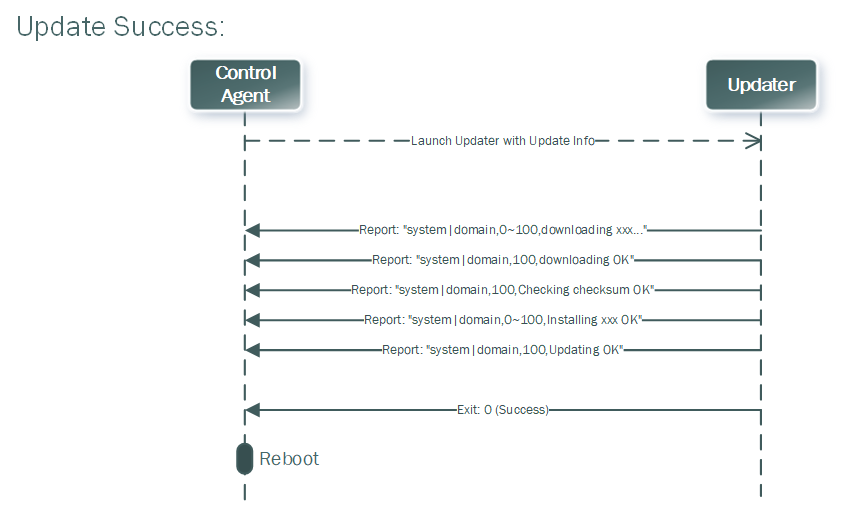 Update Success:
Control
Agent
Updater
Launch Updater with Update Info
Report: "system|domain,0~100,downloading xxx..."
Report: "system|domain,100,downloading OK"
Report: "system|domain,100,Checking checksum OK"
Report: "system|domain,0~100,Installing xxx OK"
Report: "system|domain,100,Updating OK"
Exit: 0 (Success)
Reboot